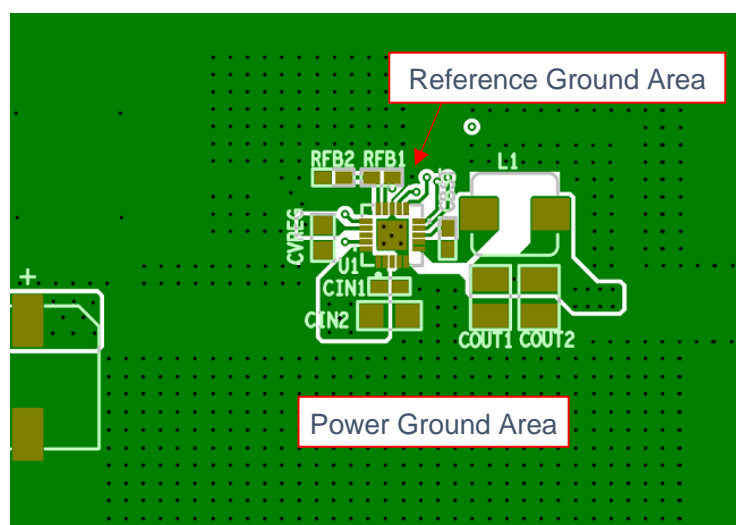 Reference Ground Area
RFB2 RFB1
L1
CVREG
U1
+
CIN1
CIN2
COUT1 COUT2
Power Ground Area